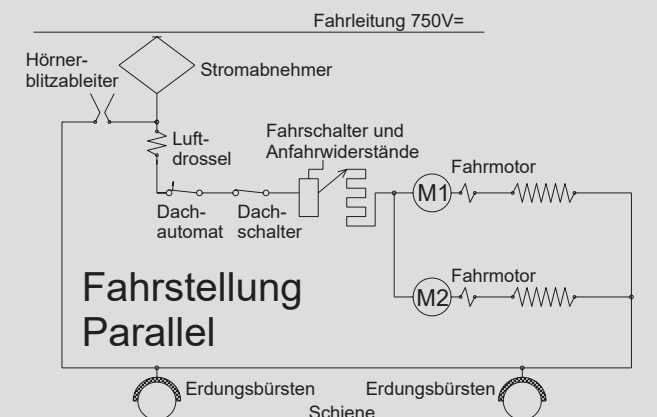 Fahrleitung 750V=
Hörner-
blitzableiter
Stromabnehmer
Luft-
drossel
Fahrschalter und
Anfahrwiderstände
Dach-
automat
Dach-
schalter
Fahrmotor
M1
Fahrmotor
M2
Fahrstellung
Parallel
Erdungsbürsten
Erdungsbürsten
Schiene